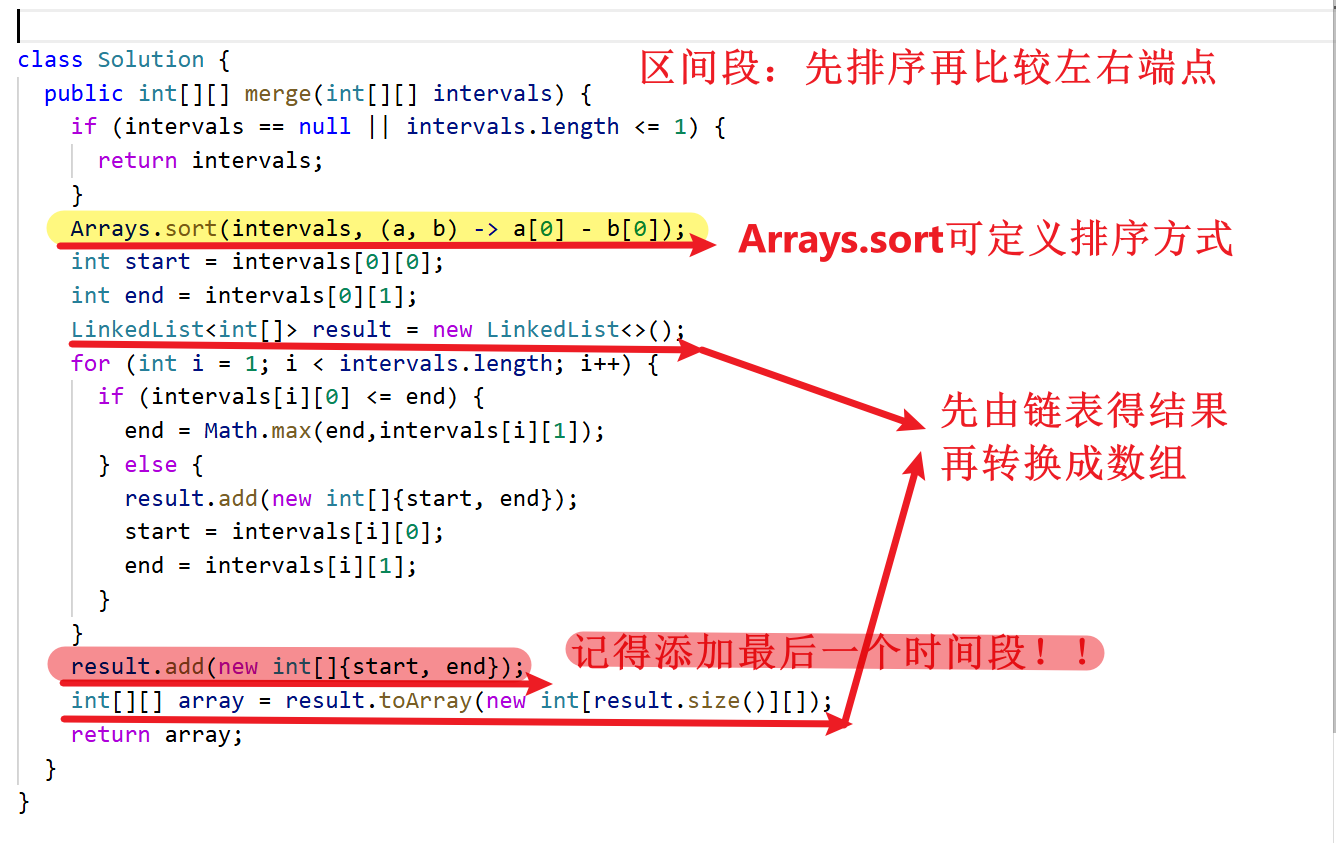 class Solution {
区间段：先排序再比较左右端点
public int[][] merge(int[][] intervals) {
if (intervals == null || intervals.length <= 1) {
return intervals;
}
Arrays.sort(intervals, (a, b) -> a[0] - b[0]);
Arrays.sort可定义排序方式
int start = intervals[0][0];
int end = intervals[0][1];
LinkedList<int[]> result = new LinkedList<>();
for (int i = 1; i < intervals.length; i++) {
if (intervals[i][0] <= end) {
end = Math.max(end,intervals[i][1]);
先由链表得结果
再转换成数组
} else {
result.add(new int[]{start, end});
start = intervals[i][0];
end = intervals[i][1];
}
}
result.add(new int[]{start, end});
记得添加最后一个时间段！！
int[][] array = result.toArray(new int[result.size()][]);
return array;
}
}